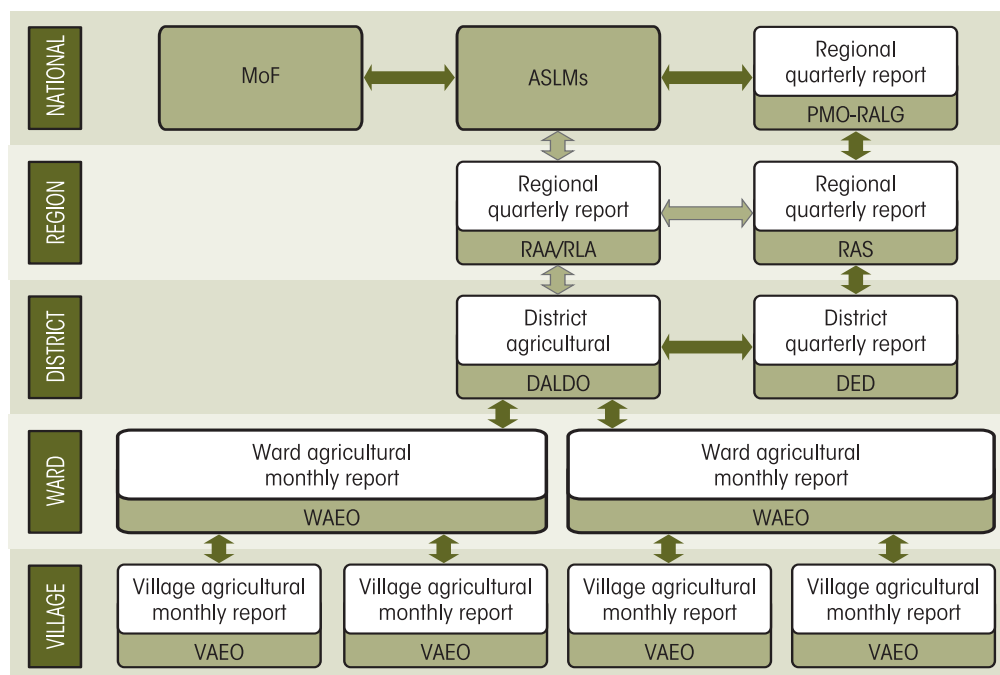 NATIONAL
MoF
ASLMs
Regional
quarterly report
PMO-RALG
REGION
Regional
quarterly report
RAA/RLA
Regional
quarterly report
RAS
DISTRICT
District
agricultural
DALDO
District
quarterly report
DED
WARD
Ward agricultural
monthly report
WAEO
Ward agricultural
monthly report
WAEO
VILLAGE
Village agricultural
monthly report
VAEO
Village agricultural
monthly report
VAEO
Village agricultural
monthly report
VAEO
Village agricultural
monthly report
VAEO